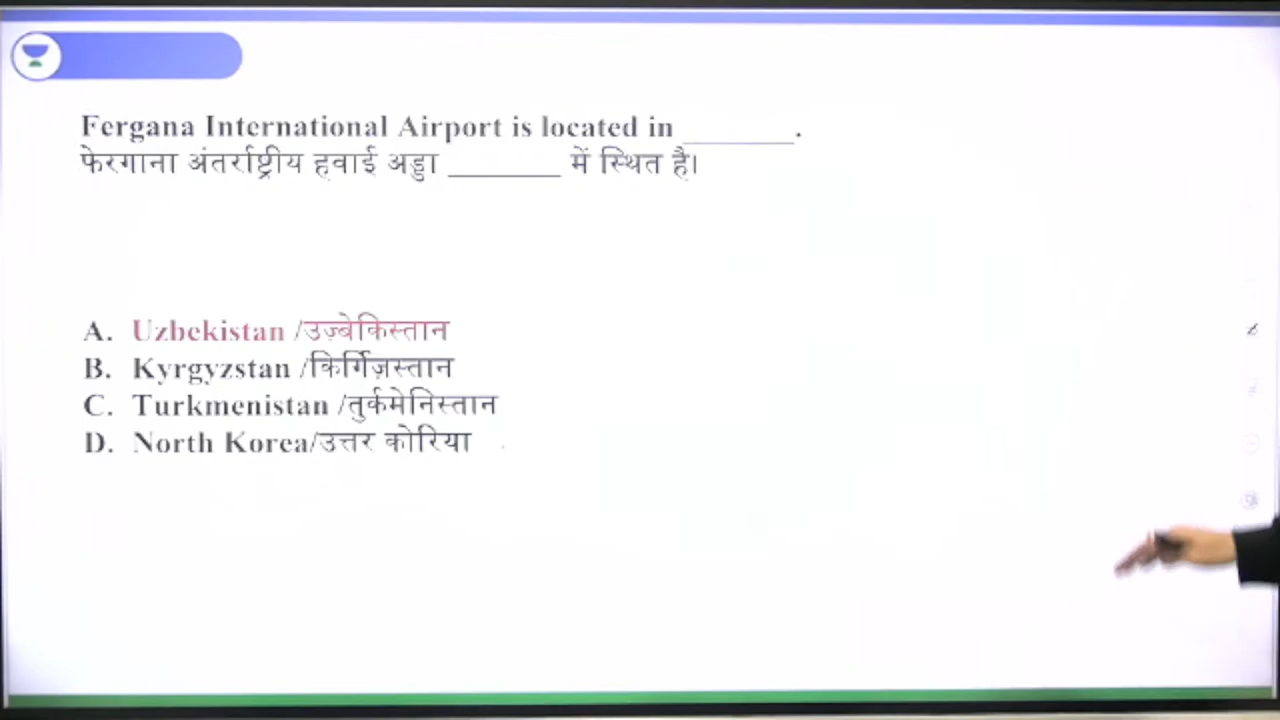 Fergana International Airport is located in ________.
फेरगाना अंतर्राष्ट्रीय हवाई अड्डा ________ में स्थित है।
A. Uzbekistan /उज़्बेकिस्तान
B. Kyrgyzstan /किर्गिज़स्तान
C. Turkmenistan /तुर्कमेनिस्तान
D. North Korea/उत्तर कोरिया